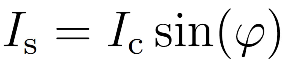 I_s = I_c sin(φ)